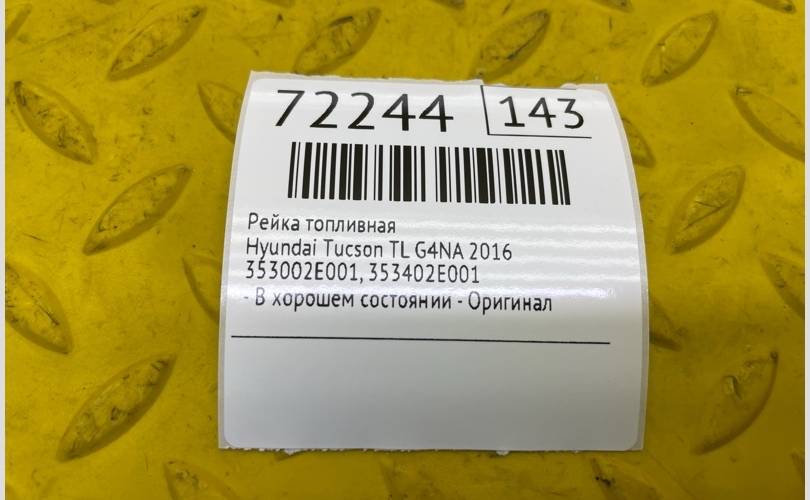 72244 143
Рейка топливная
Hyundai Tucson TL G4NA 2016
353002E001, 353402E001
- В хорошем состоянии - Оригинал